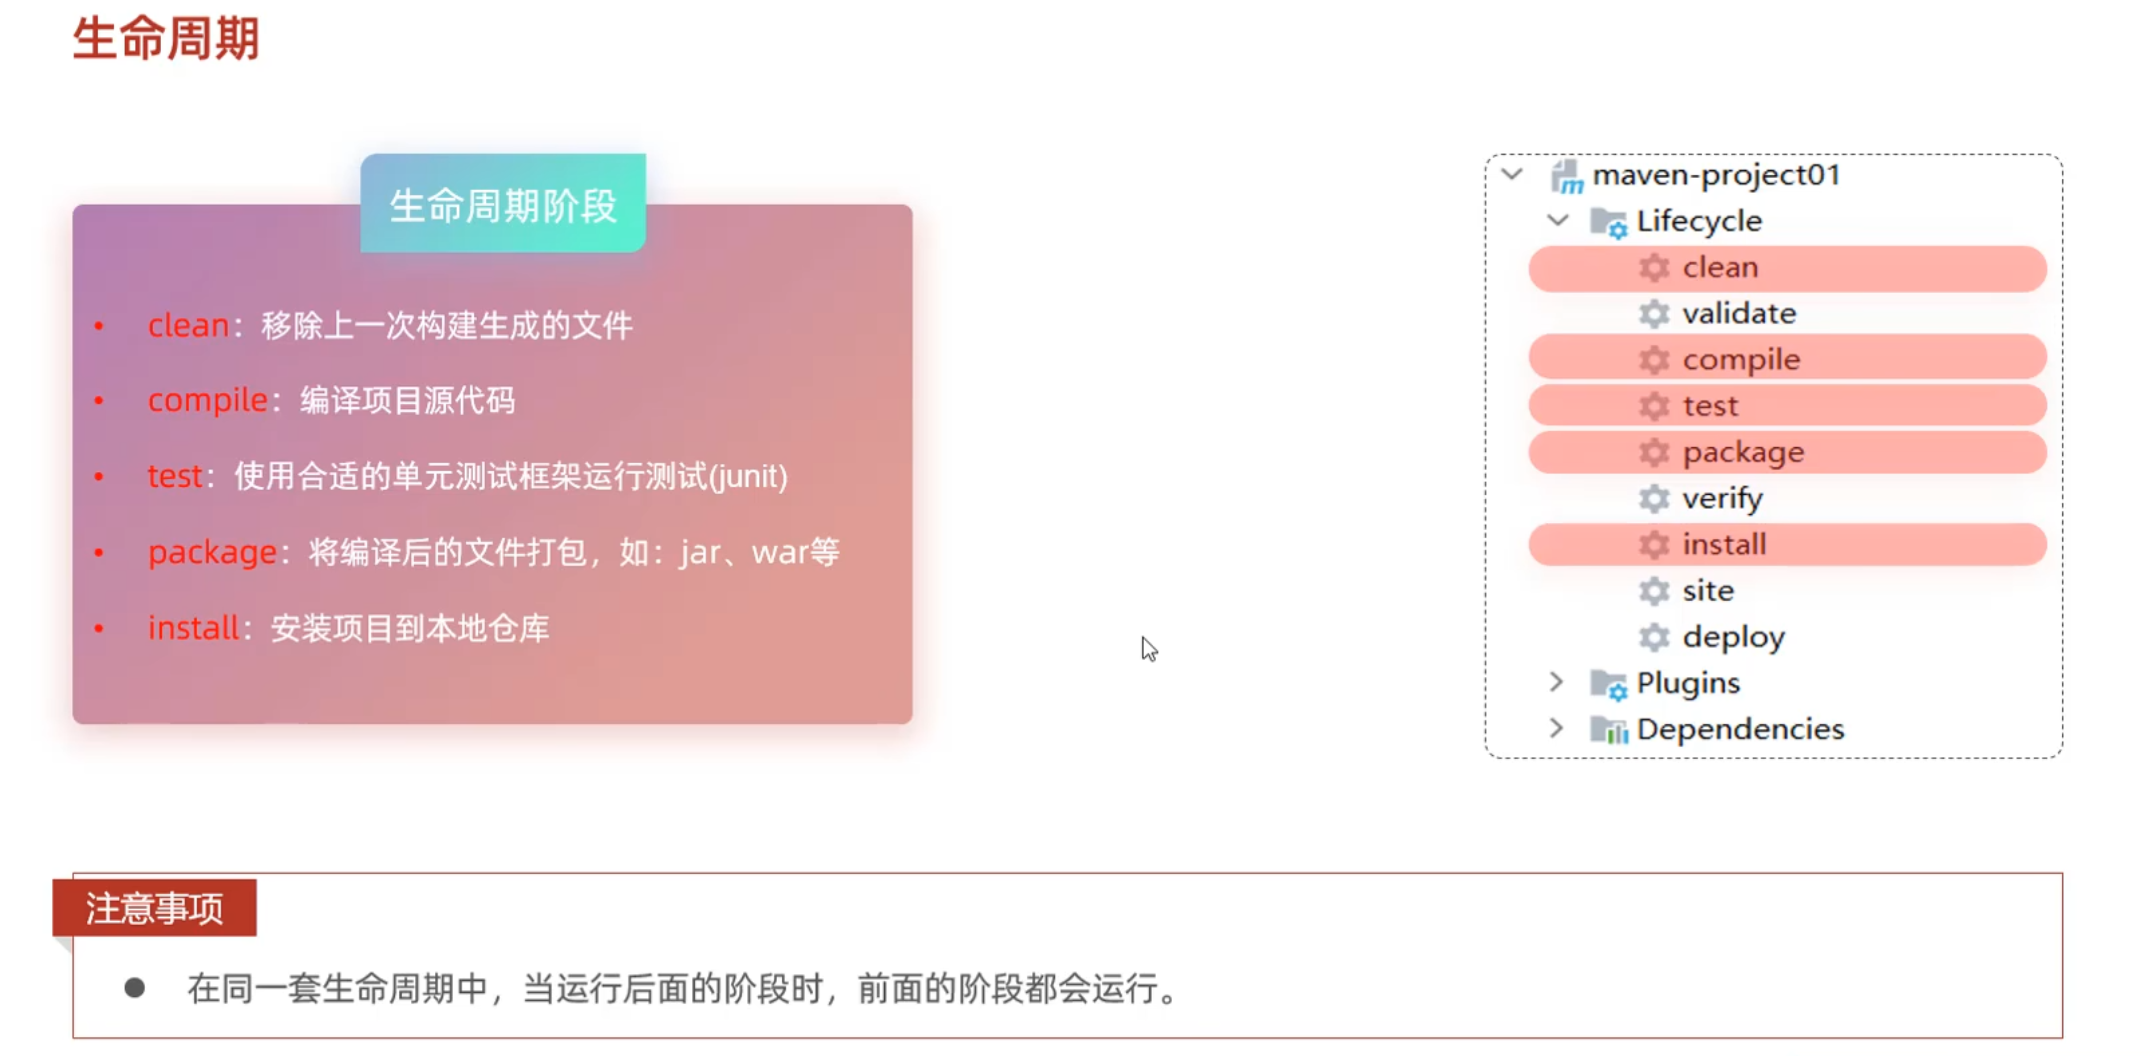 生命周期
生命周期阶段
• clean：移除上一次构建生成的文件
• compile：编译项目源代码
• test：使用合适的单元测试框架运行测试(junit)
• package：将编译后的文件打包，如：jar、war等
• install：安装项目到本地仓库
maven-project01
Lifecycle
clean
validate
compile
test
package
verify
install
site
deploy
Plugins
Dependencies
注意事项
● 在同一套生命周期中，当运行后面的阶段时，前面的阶段都会运行。